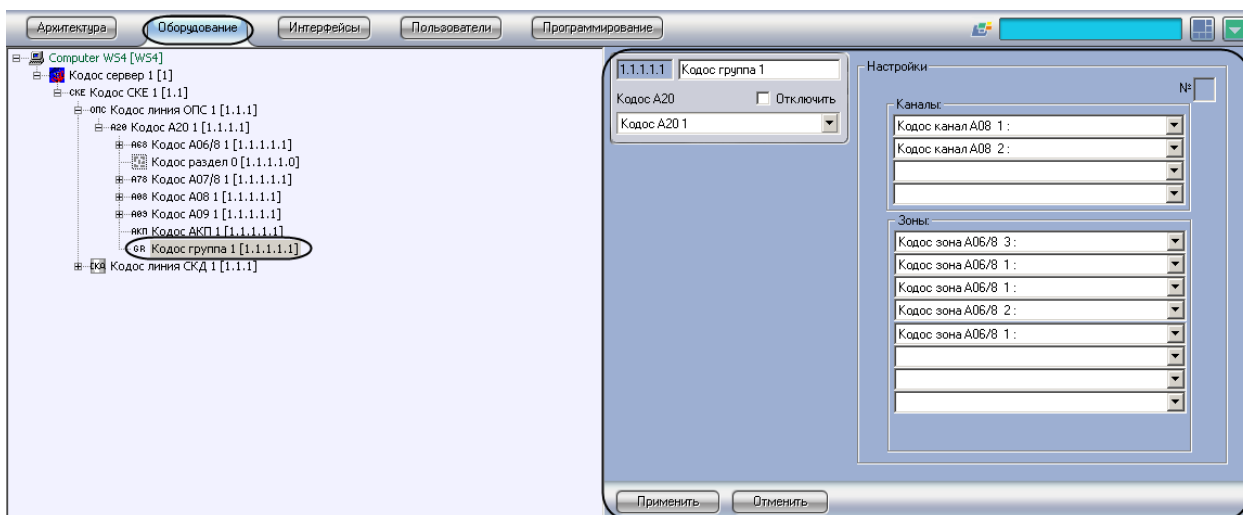 Архитектура Оборудование Интерфейсы Пользователи Программирование
Computer WS4 [WS4]
Кодос сервер 1 [1]
СКЕ Кодос СКЕ 1 [1.1]
ОПС Кодос линия ОПС 1 [1.1.1]
A20 Кодос А20 1 [1.1.1.1]
A68 Кодос А06/8 1 [1.1.1.1.1]
Кодос раздел 0 [1.1.1.1.0]
A78 Кодос А07/8 1 [1.1.1.1.1]
A08 Кодос А08 1 [1.1.1.1.1]
A09 Кодос А09 1 [1.1.1.1.1]
АКП Кодос АКП 1 [1.1.1.1.1]
GR Кодос группа 1 [1.1.1.1.1]
СКД Кодос линия СКД 1 [1.1.1]
1.1.1.1.1 Кодос группа 1
Кодос А20 Отключить
Кодос А20 1
Настройки
№
Каналы:
Кодос канал А08 1 :
Кодос канал А08 2 :
Зоны:
Кодос зона А06/8 3 :
Кодос зона А06/8 1 :
Кодос зона А06/8 1 :
Кодос зона А06/8 2 :
Кодос зона А06/8 1 :
Применить Отменить